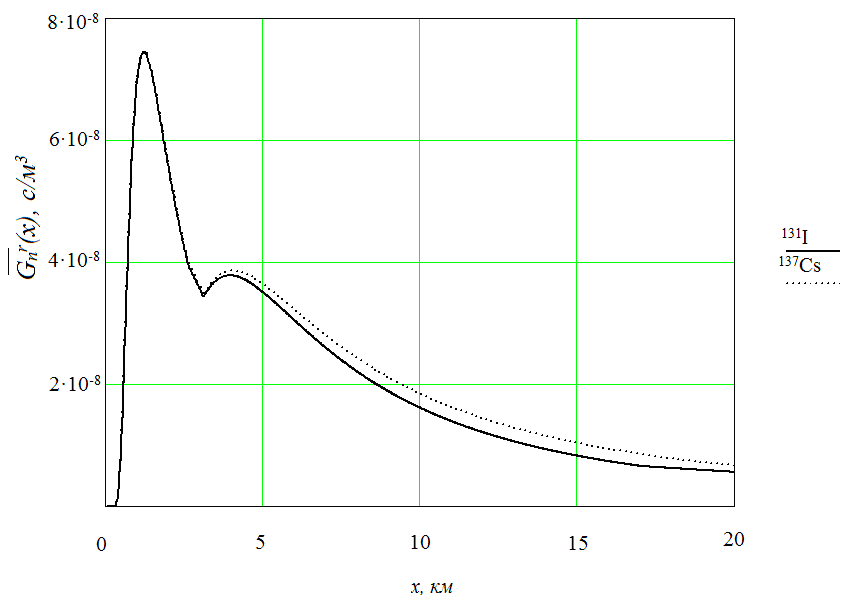 8·10⁻⁸
6·10⁻⁸
4·10⁻⁸
2·10⁻⁸
G̅ₙʳ(x), с/м³
0 5 10 15 20
x, км
¹³¹I
¹³⁷Cs